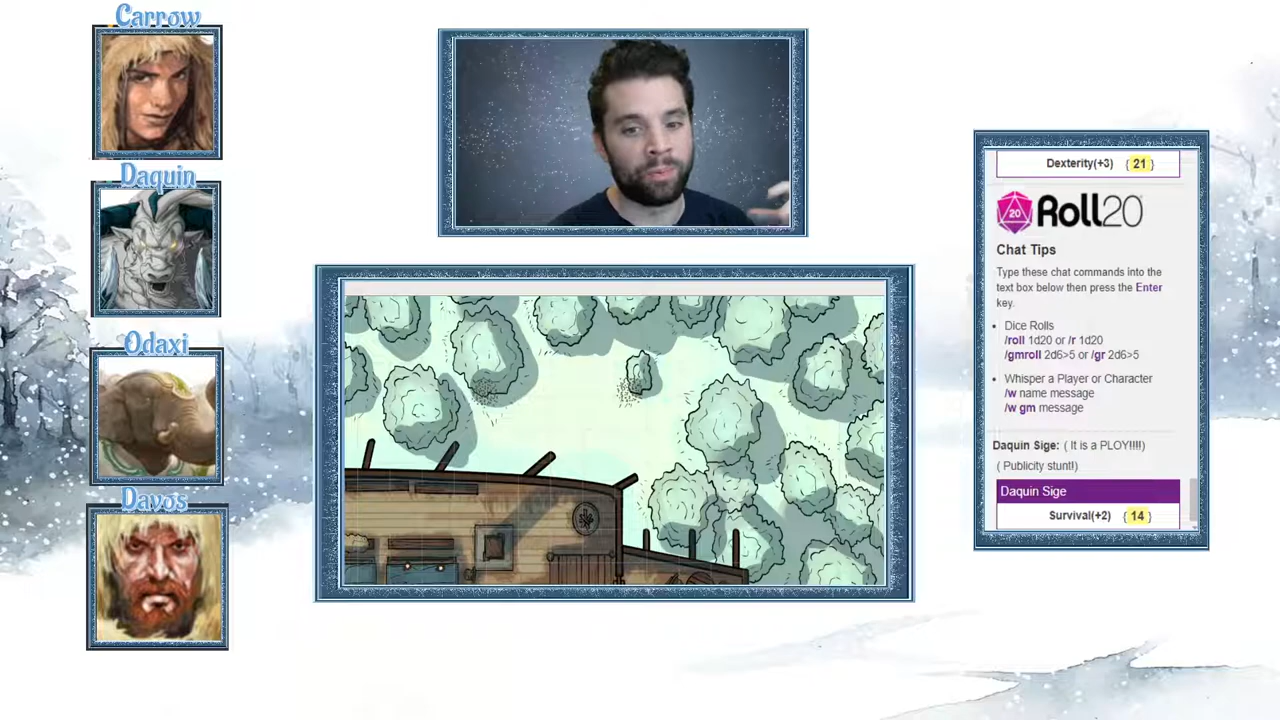 Carrow
Daquin
Odaxi
Davos
Dexterity(+3) ( 21 )
20 Roll20
Chat Tips
Type these chat commands into the
text box below then press the Enter
key.
• Dice Rolls
/roll 1d20 or /r 1d20
/gmroll 2d6>5 or /gr 2d6>5
• Whisper a Player or Character
/w name message
/w gm message
Daquin Sige: ( It is a PLOY!!!!)
( Publicity stunt!)
Daquin Sige
Survival(+2) ( 14 )